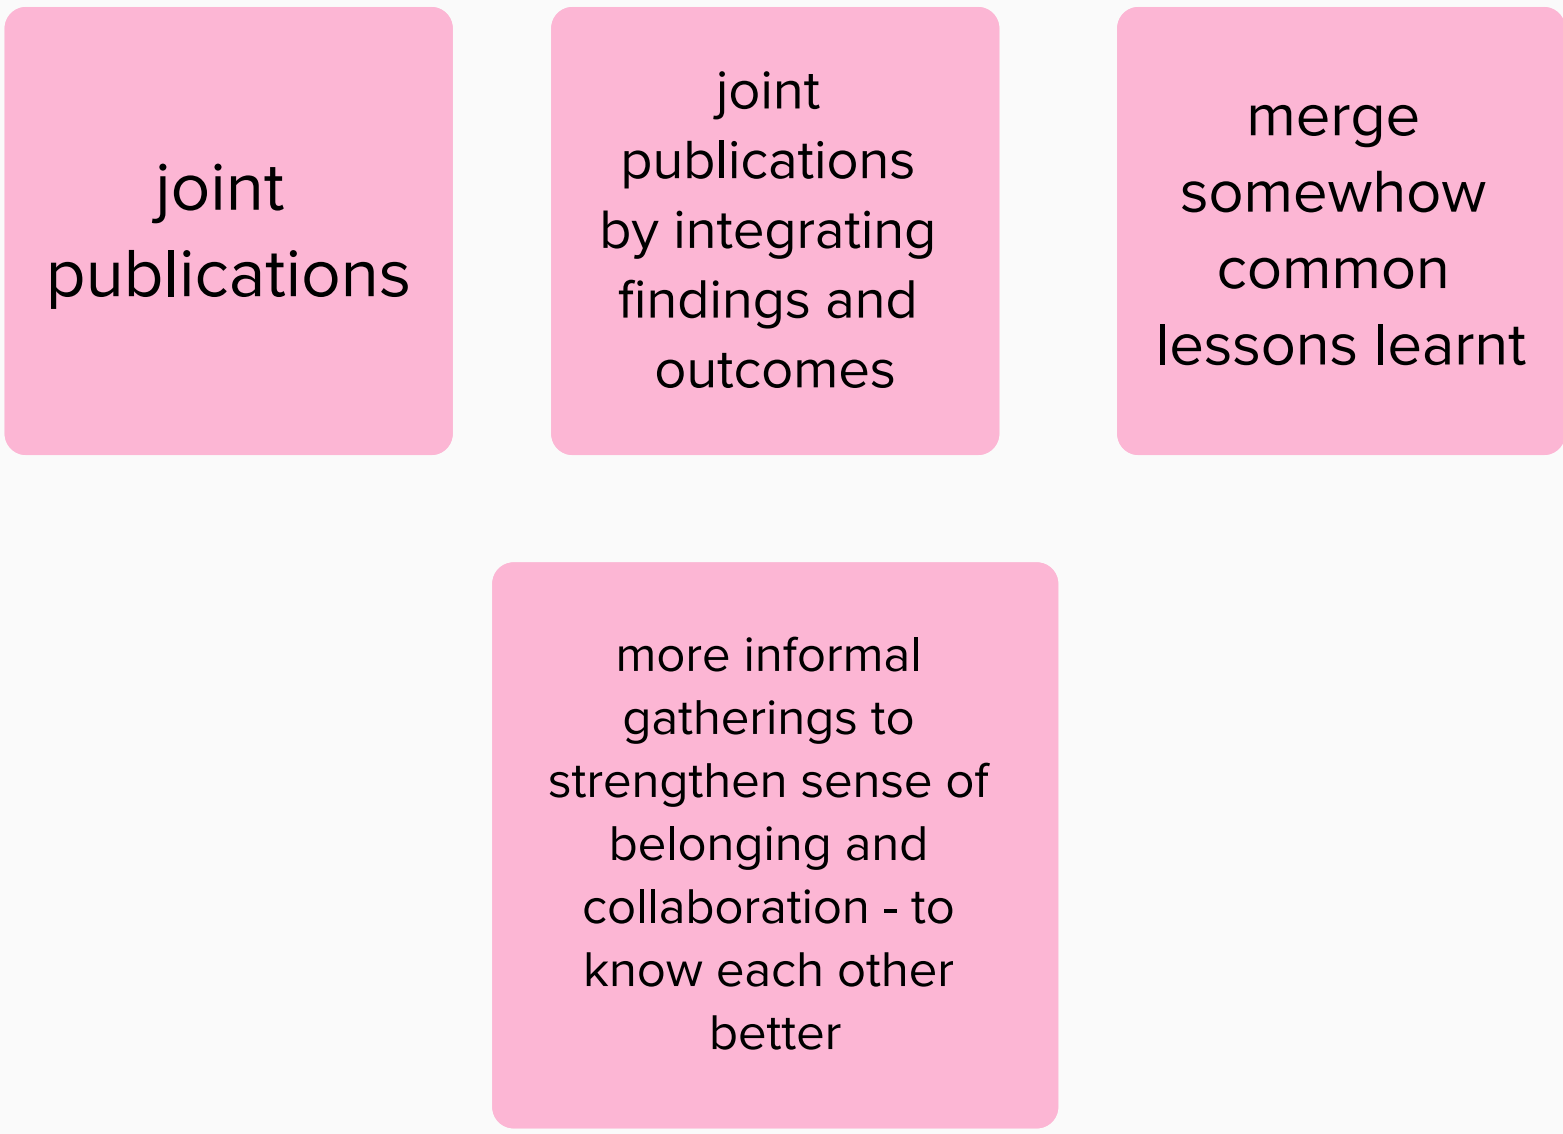 joint
publications
joint
publications
by integrating
findings and
outcomes
merge
somewhow
common
lessons learnt
more informal
gatherings to
strengthen sense of
belonging and
collaboration - to
know each other
better